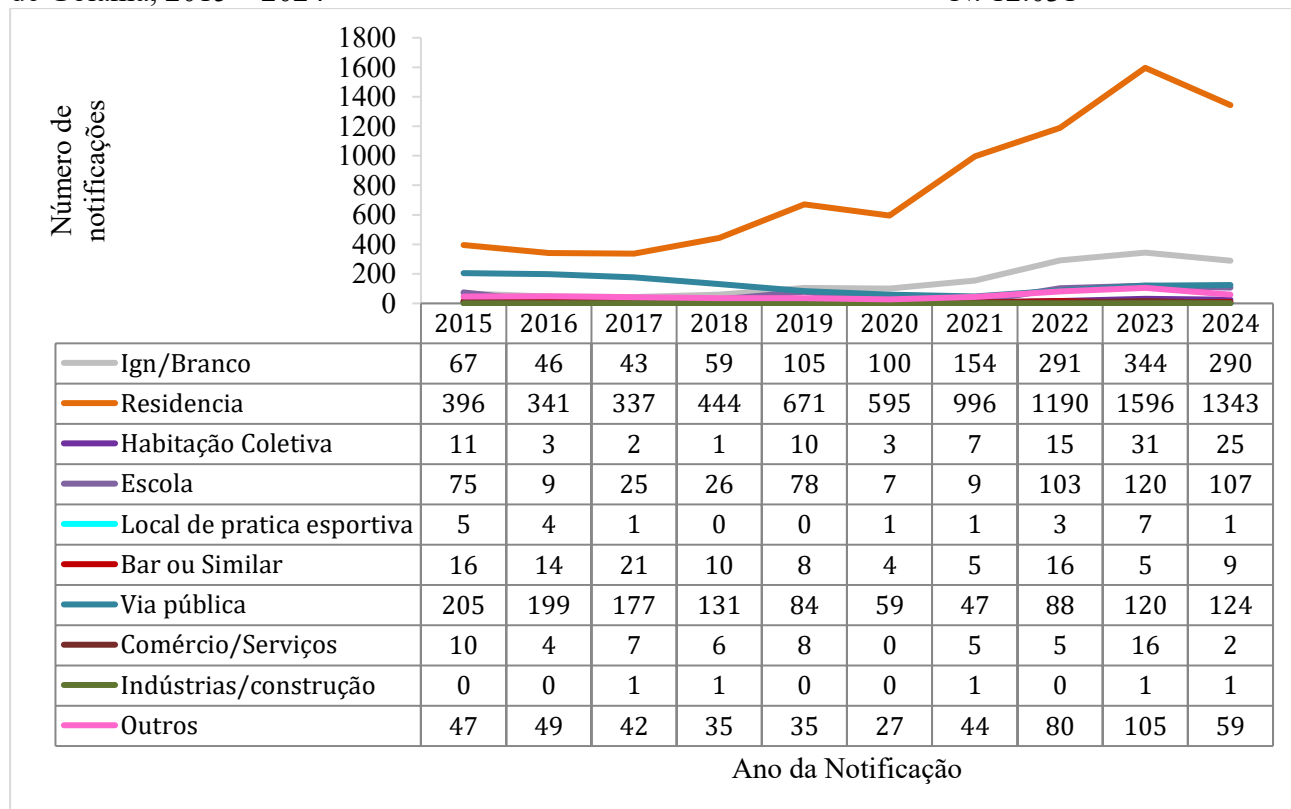 1800
1600
1400
1200
1000
800
600
400
200
0
Número de
notificações
2015 2016 2017 2018 2019 2020 2021 2022 2023 2024
Ign/Branco 67 46 43 59 105 100 154 291 344 290
Residencia 396 341 337 444 671 595 996 1190 1596 1343
Habitação Coletiva 11 3 2 1 10 3 7 15 31 25
Escola 75 9 25 26 78 7 9 103 120 107
Local de pratica esportiva 5 4 1 0 0 1 1 3 7 1
Bar ou Similar 16 14 21 10 8 4 5 16 5 9
Via pública 205 199 177 131 84 59 47 88 120 124
Comércio/Serviços 10 4 7 6 8 0 5 5 16 2
Indústrias/construção 0 0 1 1 0 0 1 0 1 1
Outros 47 49 42 35 35 27 44 80 105 59
Ano da Notificação